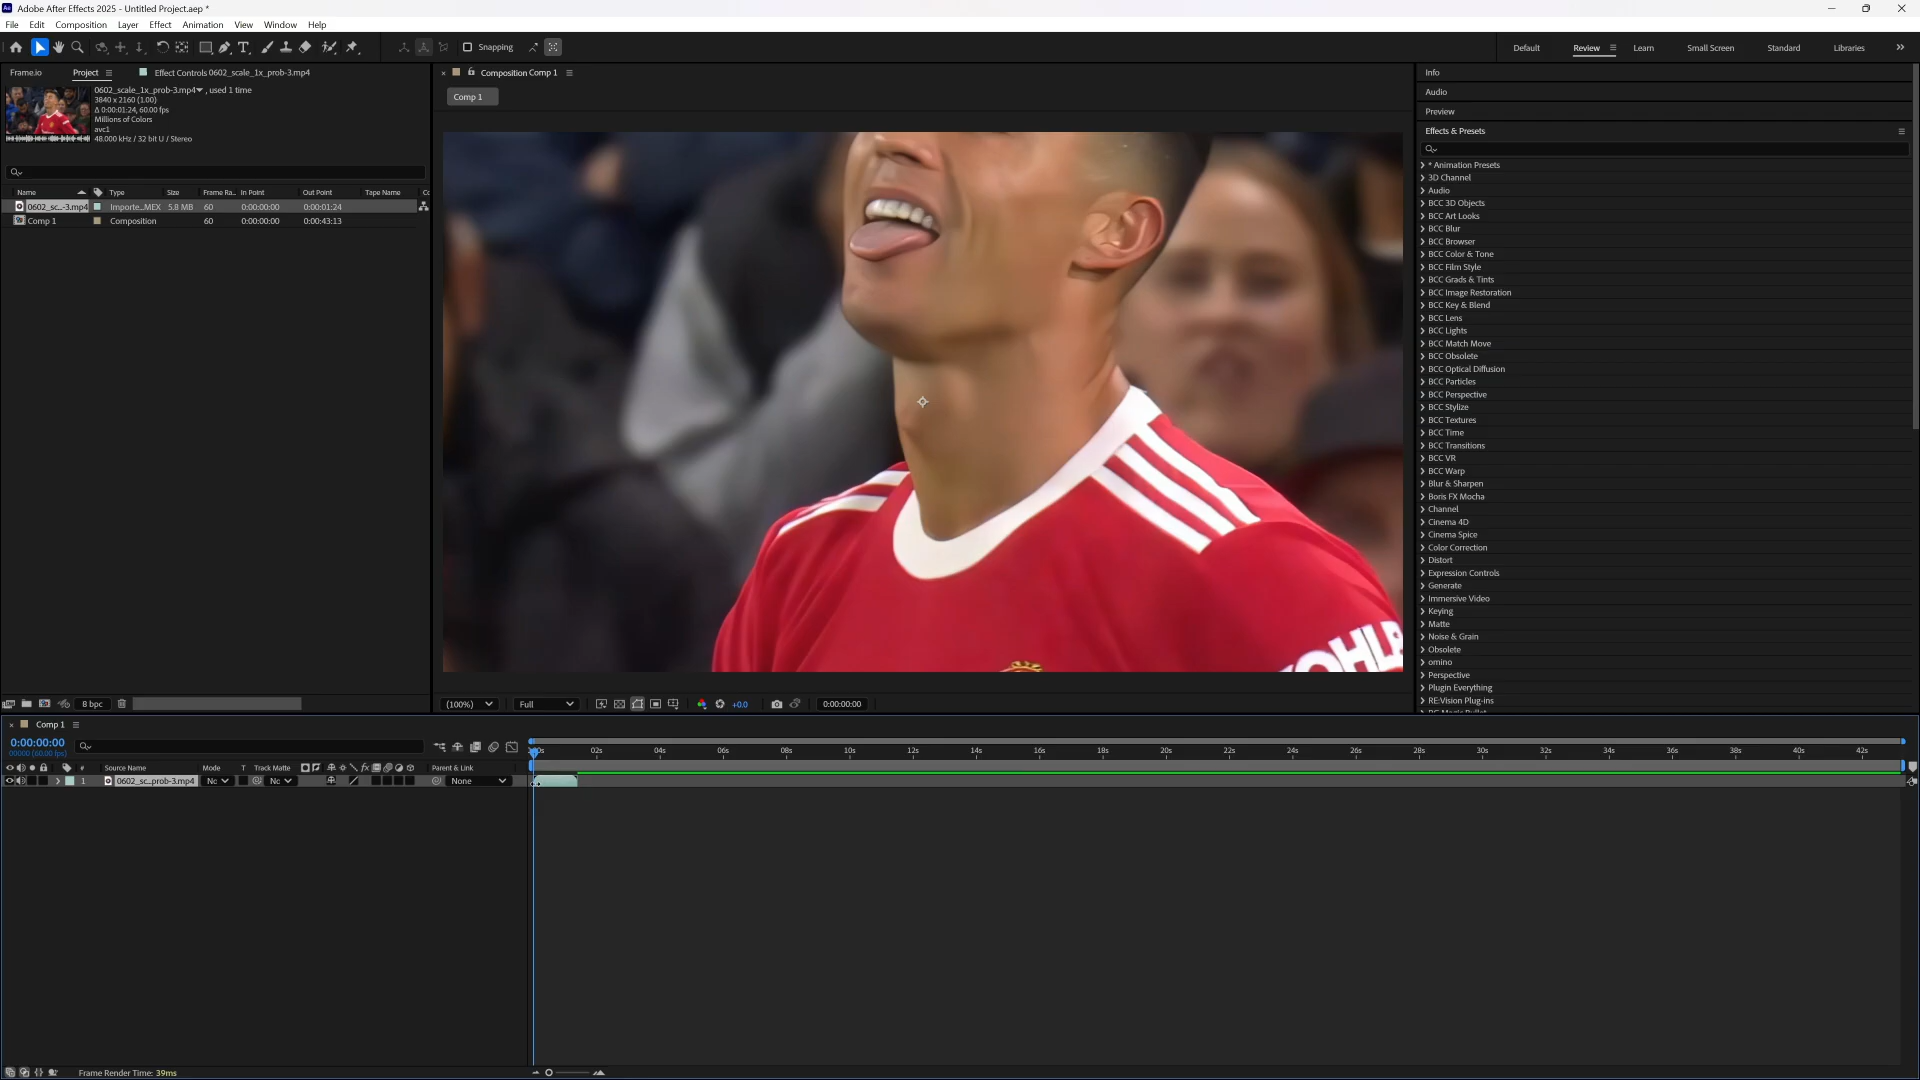 Adobe After Effects 2025 - Untitled Project.aep *
File Edit Composition Layer Effect Animation View Window Help
Snapping
Default Review Learn Small Screen Standard Libraries
Frame.io Project Effect Controls 0602_scale_1x_prob-3.mp4
0602_scale_1x_prob-3.mp4 , used 1 time
3840 x 2160 (1.00)
Δ 0:00:01:24, 60.00 fps
Millions of Colors
avc1
48.000 kHz / 32 bit U / Stereo
Name Type Size Frame Ra... In Point Out Point Tape Name
0602_sc...-3.mp4 Importe...MEX 5.8 MB 60 0:00:00:00 0:00:01:24
Comp 1 Composition 60 0:00:00:00 0:00:43:13
8 bpc
Composition Comp 1
Comp 1
OHL
(100%) Full +0.0 0:00:00:00
Info
Audio
Preview
Effects & Presets
* Animation Presets
3D Channel
Audio
BCC 3D Objects
BCC Art Looks
BCC Blur
BCC Browser
BCC Color & Tone
BCC Film Style
BCC Grads & Tints
BCC Image Restoration
BCC Key & Blend
BCC Lens
BCC Lights
BCC Match Move
BCC Obsolete
BCC Optical Diffusion
BCC Particles
BCC Perspective
BCC Stylize
BCC Textures
BCC Time
BCC Transitions
BCC VR
BCC Warp
Blur & Sharpen
Boris FX Mocha
Channel
Cinema 4D
Cinema Spice
Color Correction
Distort
Expression Controls
Generate
Immersive Video
Keying
Matte
Noise & Grain
Obsolete
omino
Perspective
Plugin Everything
RE:Vision Plug-ins
Comp 1
0:00:00:00
00000 (60.00 fps)
02s 04s 06s 08s 10s 12s 14s 16s 18s 20s 22s 24s 26s 28s 30s 32s 34s 36s 38s 40s 42s
# Source Name Mode T Track Matte Parent & Link
1 0602_sc...prob-3.mp4 Nc Nc None
Frame Render Time: 39ms